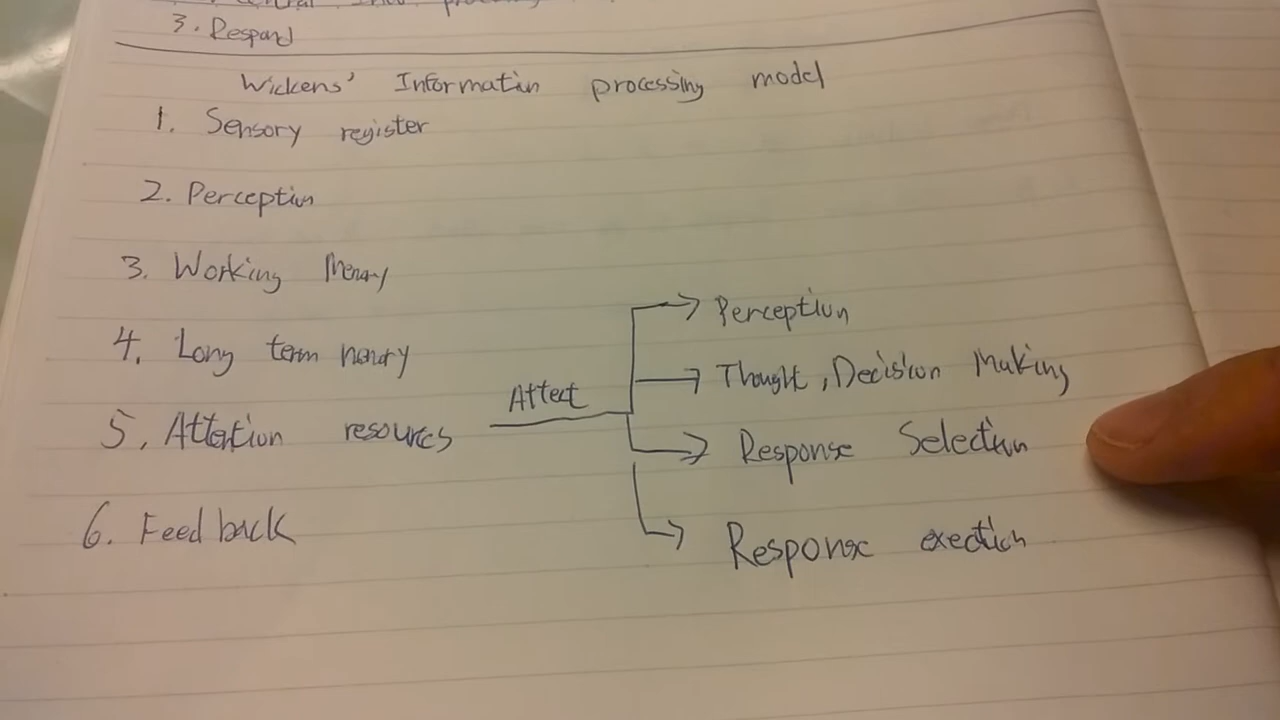 3. Respond
Wickens' Information processing model
1. Sensory register
2. Perception
3. Working Memory
4. Long term memory
5. Attention resources
Affect
Perception
Thought, Decision Making
Response Selection
Response exection
6. Feedback